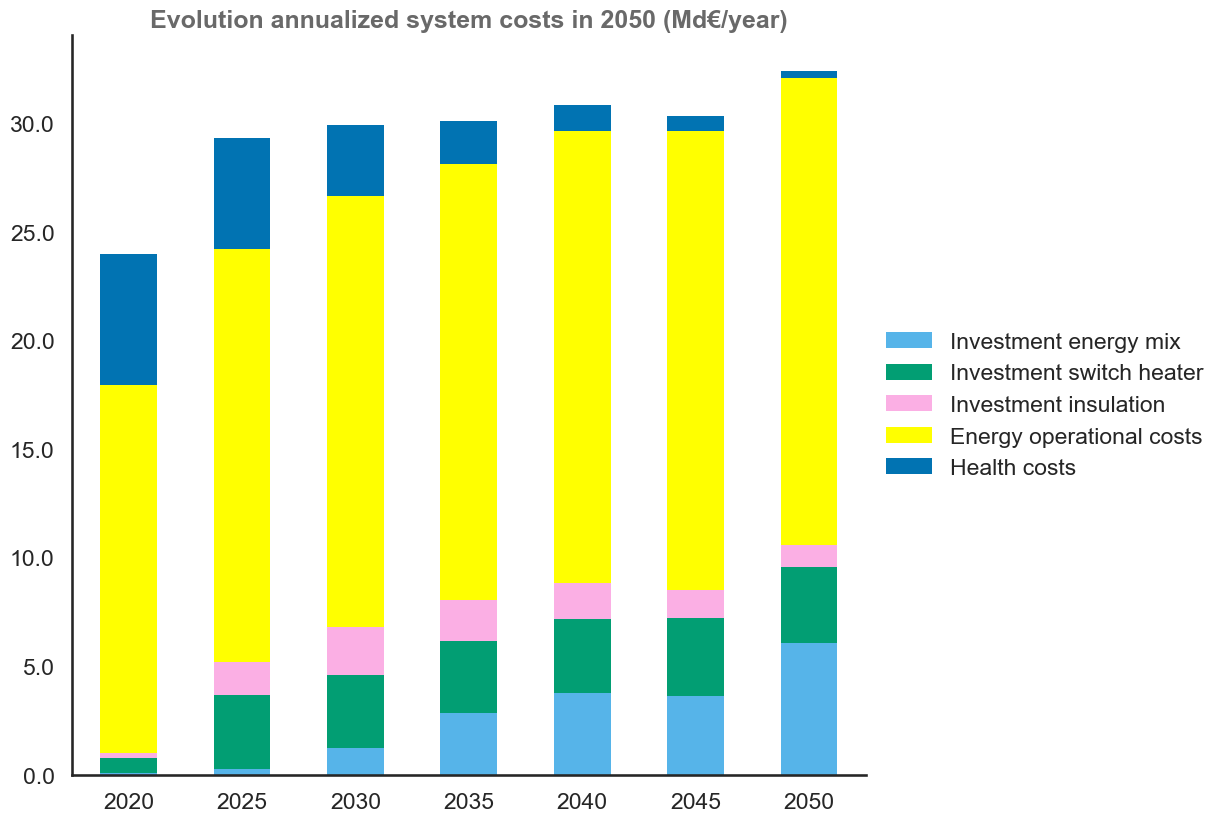 Evolution annualized system costs in 2050 (Md€/year)
30.0
25.0
20.0
15.0
10.0
5.0
0.0
2020 2025 2030 2035 2040 2045 2050
Investment energy mix
Investment switch heater
Investment insulation
Energy operational costs
Health costs